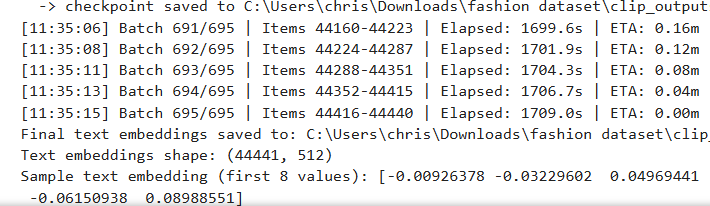 -> checkpoint saved to C:\Users\chris\Downloads\fashion dataset\clip_output
[11:35:06] Batch 691/695 | Items 44160-44223 | Elapsed: 1699.6s | ETA: 0.16m
[11:35:08] Batch 692/695 | Items 44224-44287 | Elapsed: 1701.9s | ETA: 0.12m
[11:35:11] Batch 693/695 | Items 44288-44351 | Elapsed: 1704.3s | ETA: 0.08m
[11:35:13] Batch 694/695 | Items 44352-44415 | Elapsed: 1706.7s | ETA: 0.04m
[11:35:15] Batch 695/695 | Items 44416-44440 | Elapsed: 1709.0s | ETA: 0.00m
Final text embeddings saved to: C:\Users\chris\Downloads\fashion dataset\clip_
Text embeddings shape: (44441, 512)
Sample text embedding (first 8 values): [-0.00926378 -0.03229602 0.04969441
-0.06150938 0.08988551]